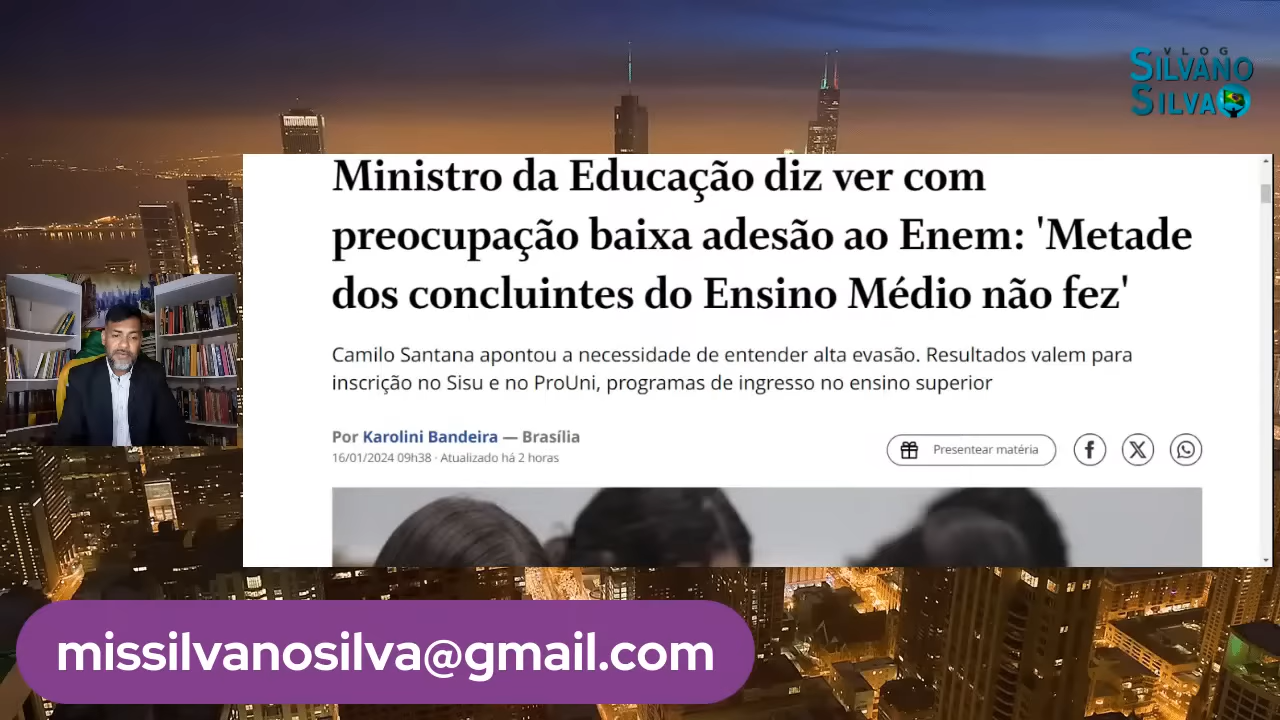 VLOG
SILVANO
SILVA
Ministro da Educação diz ver com
preocupação baixa adesão ao Enem: 'Metade
dos concluintes do Ensino Médio não fez'
Camilo Santana apontou a necessidade de entender alta evasão. Resultados valem para
inscrição no Sisu e no ProUni, programas de ingresso no ensino superior
Por Karolini Bandeira — Brasília
16/01/2024 09h38 · Atualizado há 2 horas
Presentear matéria
missilvanosilva@gmail.com